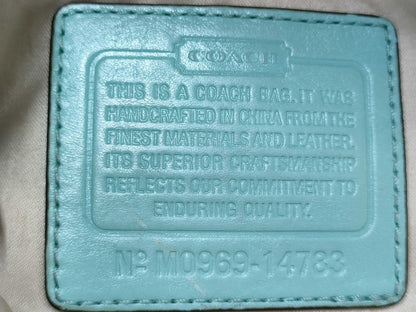 COACH
THIS IS A COACH BAG. IT WAS
HANDCRAFTED IN CHINA FROM THE
FINEST MATERIALS AND LEATHER.
ITS SUPERIOR CRAFTSMANSHIP
REFLECTS OUR COMMITMENT TO
ENDURING QUALITY.
Nº M0969-14783